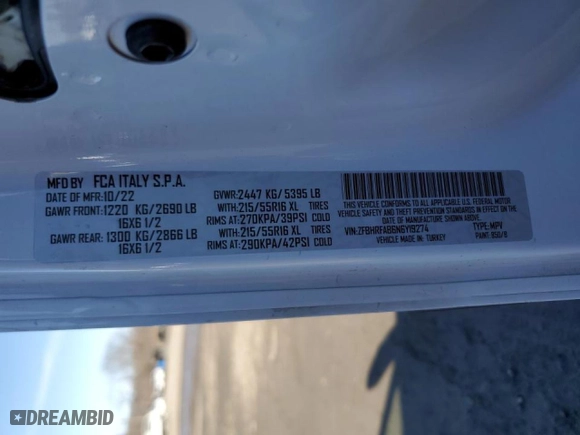 MFD BY FCA ITALY S.P.A.
DATE OF MFR:10/22
GAWR FRONT:1220 KG/2690 LB
16X6 1/2
GAWR REAR: 1300 KG/2866 LB
16X6 1/2
GVWR:2447 KG/5395 LB
WITH:215/55R16 XL TIRES
RIMS AT: 270KPA/39PSI COLD
WITH:215/55R16 XL TIRES
RIMS AT:290KPA/42PSI COLD
THIS VEHICLE CONFORMS TO ALL APPLICABLE
FEDERAL MOTOR VEHICLE SAFETY, BUMPER AND
THEFT PREVENTION STANDARDS IN EFFECT ON
THE DATE OF MANUFACTURE SHOWN ABOVE.
VIN:ZFBHRFAB6N6Y19274 TYPE:MPV
MADE IN: TURKEY PAINT:
DREAMBID